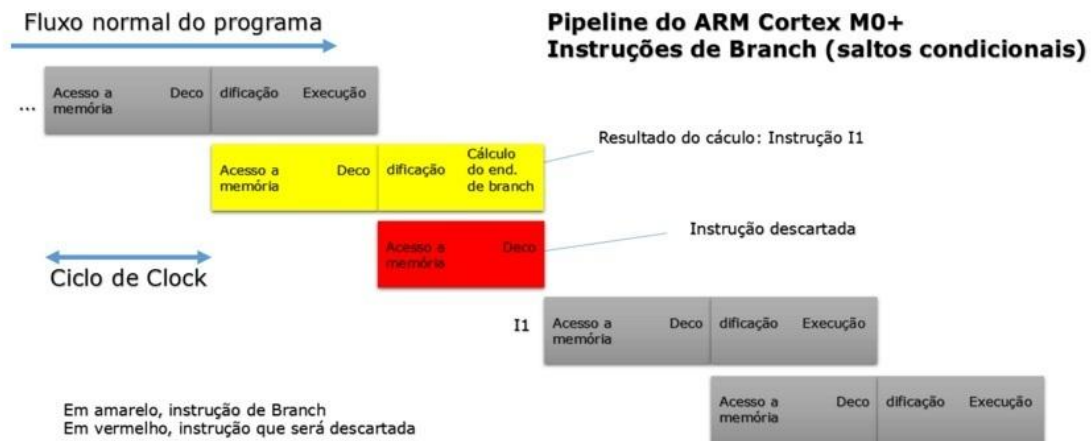 Fluxo normal do programa
Pipeline do ARM Cortex M0+
Instruções de Branch (saltos condicionais)
... Acesso a memória Deco dificação Execução
Resultado do cáculo: Instrução I1
Acesso a memória Deco dificação Cálculo do end. de branch
Instrução descartada
Acesso a memória Deco
Ciclo de Clock
I1 Acesso a memória Deco dificação Execução
Acesso a memória Deco dificação Execução
Em amarelo, instrução de Branch
Em vermelho, instrução que será descartada